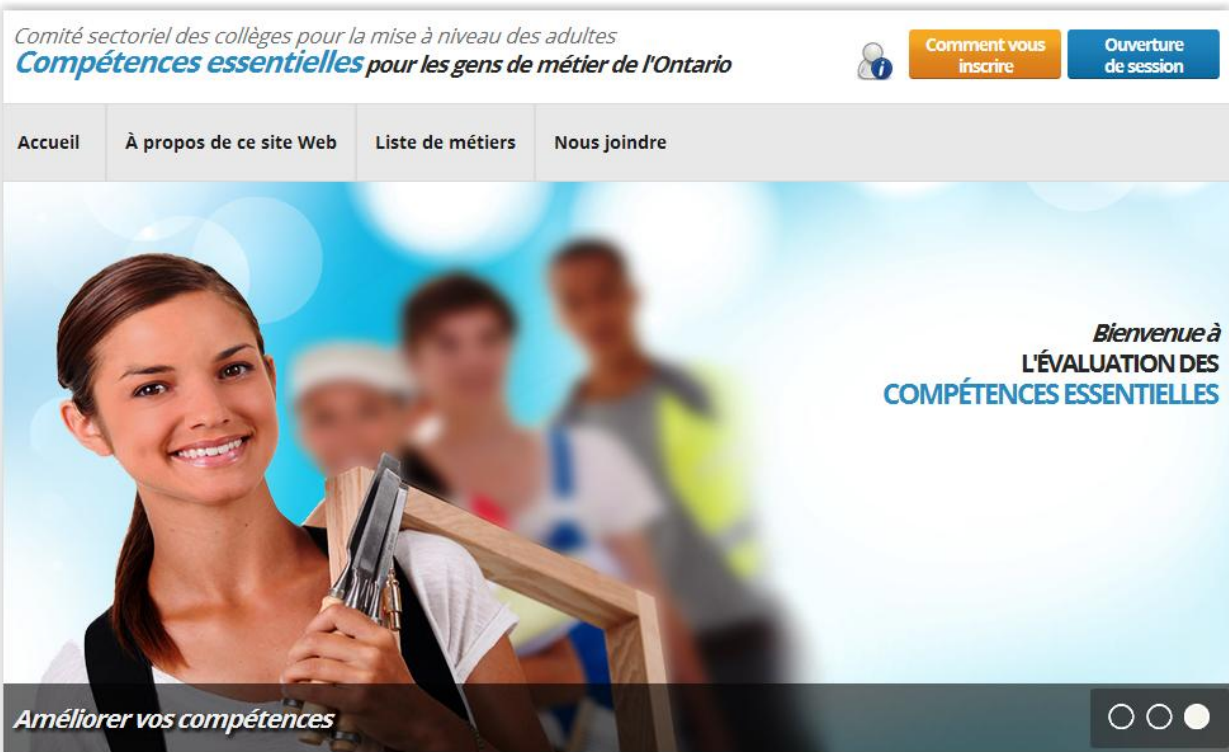 Comité sectoriel des collèges pour la mise à niveau des adultes
Compétences essentielles pour les gens de métier de l'Ontario
Comment vous
inscrire
Ouverture
de session
Accueil
À propos de ce site Web
Liste de métiers
Nous joindre
Bienvenue à
L'ÉVALUATION DES
COMPÉTENCES ESSENTIELLES
Améliorer vos compétences